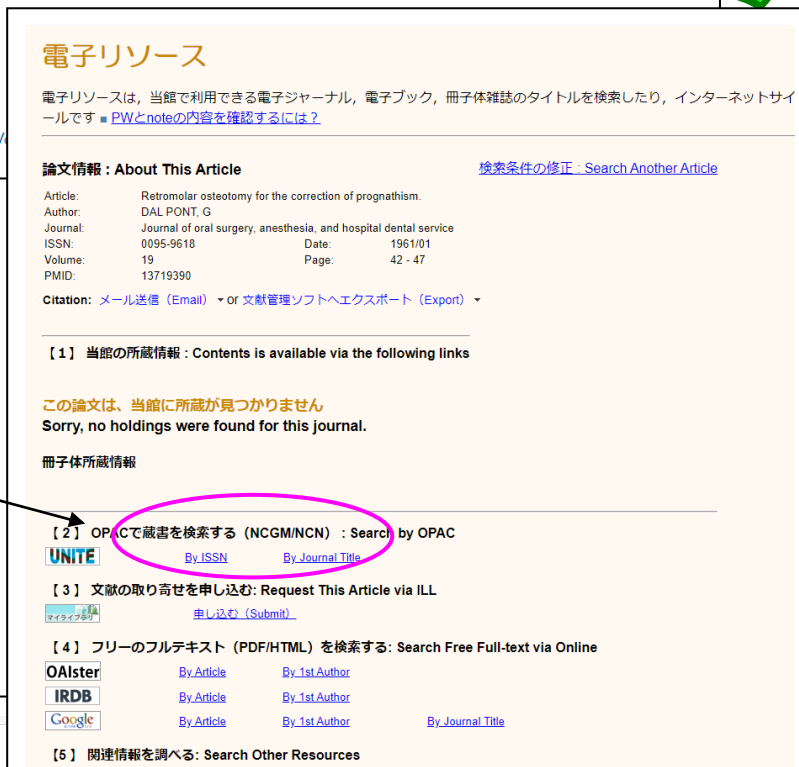 電子リソース
電子リソースは，当館で利用できる電子ジャーナル，電子ブック，冊子体雑誌のタイトルを検索したり，インターネットサイ
ールです ■ PWとnoteの内容を確認するには？
論文情報 : About This Article 検索条件の修正 : Search Another Article
Article: Retromolar osteotomy for the correction of prognathism.
Author: DAL PONT, G
Journal: Journal of oral surgery, anesthesia, and hospital dental service
ISSN: 0095-9618 Date: 1961/01
Volume: 19 Page: 42 - 47
PMID: 13719390
Citation: メール送信（Email） or 文献管理ソフトへエクスポート（Export）
【1】 当館の所蔵情報 : Contents is available via the following links
この論文は、当館に所蔵が見つかりません
Sorry, no holdings were found for this journal.
冊子体所蔵情報
【2】 OPACで蔵書を検索する（NCGM/NCN）: Search by OPAC
UNITE By ISSN By Journal Title
【3】 文献の取り寄せを申し込む: Request This Article via ILL
マイライブラリ 申し込む（Submit）
【4】 フリーのフルテキスト（PDF/HTML）を検索する: Search Free Full-text via Online
OAIster By Article By 1st Author
IRDB By Article By 1st Author
Google By Article By 1st Author By Journal Title
【5】 関連情報を調べる: Search Other Resources